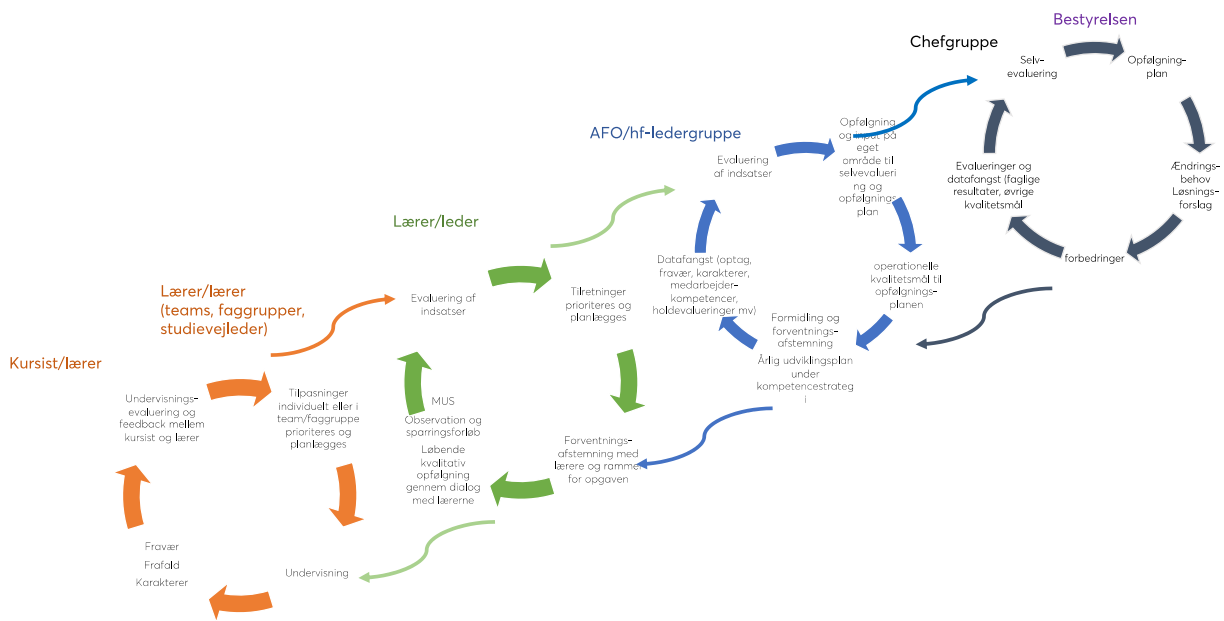 Bestyrelsen
Chefgruppe
Selv-
evaluering
Opfølgning-
plan
Ændrings-
behov
Løsnings-
forslag
forbedringer
Evalueringer og
datafangst (faglige
resultater, øvrige
kvalitetsmål)
AFO/hf-ledergruppe
Evaluering
af indsatser
Opfølgning
og input på
eget
område til
selvevalueri
ng og
opfølgnings
plan
operationelle
kvalitetsmål til
opfølgnings-
planen
Formidling og
forventnings-
afstemning
Årlig udviklingsplan
under
kompetencestrateg
i
Datafangst (optag,
fravær, karakterer,
medarbejder-
kompetencer,
holdevalueringer mv)
Lærer/leder
Evaluering af
indsatser
Tilretninger
prioriteres og
planlægges
Forventnings-
afstemning med
lærere og rammer
for opgaven
MUS
Observation og
sparringsforløb
Løbende
kvalitativ
opfølgning
gennem dialog
med lærerne
Lærer/lærer
(teams, faggrupper,
studievejleder)
Kursist/lærer
Undervisnings-
evaluering og
feedback mellem
kursist og lærer
Tilpasninger
individuelt eller i
team/faggruppe
prioriteres og
planlægges
Undervisning
Fravær
Frafald
Karakterer